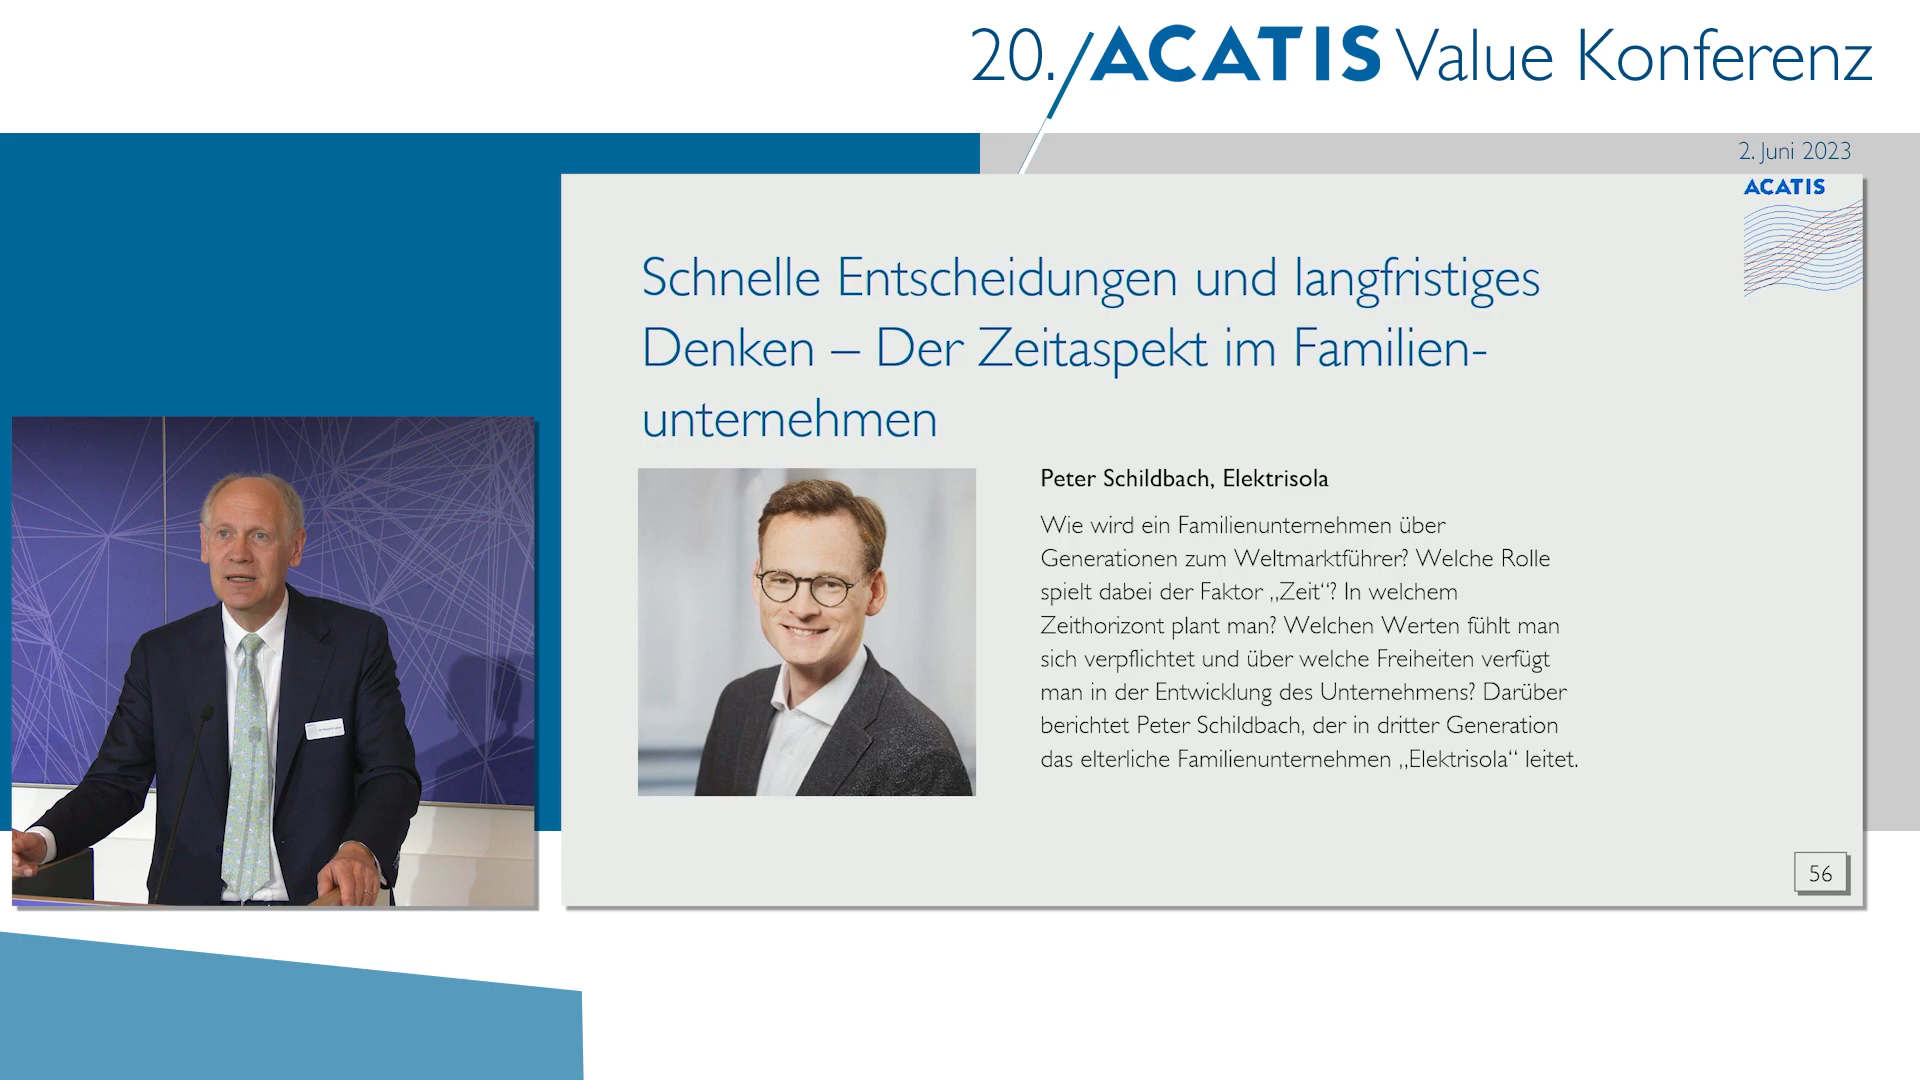 20. ACATIS Value Konferenz
2. Juni 2023
ACATIS
Schnelle Entscheidungen und langfristiges
Denken – Der Zeitaspekt im Familien-
unternehmen
Peter Schildbach, Elektrisola
Wie wird ein Familienunternehmen über
Generationen zum Weltmarktführer? Welche Rolle
spielt dabei der Faktor „Zeit“? In welchem
Zeithorizont plant man? Welchen Werten fühlt man
sich verpflichtet und über welche Freiheiten verfügt
man in der Entwicklung des Unternehmens? Darüber
berichtet Peter Schildbach, der in dritter Generation
das elterliche Familienunternehmen „Elektrisola“ leitet.
56